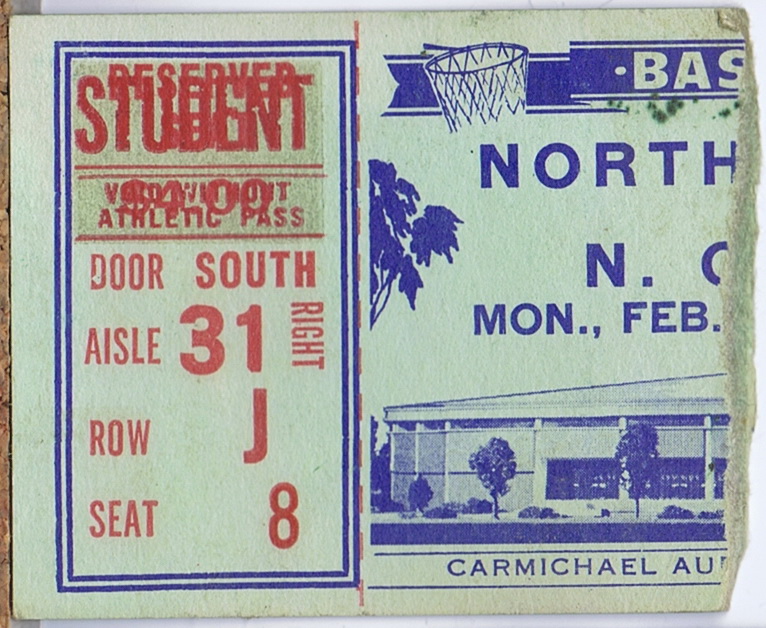 RESERVED
STUDENT
$4.00
VOID WITHOUT
ATHLETIC PASS
DOOR SOUTH
AISLE 31 RIGHT
ROW J
SEAT 8
·BAS
NORTH
N. C
MON., FEB.
CARMICHAEL AU